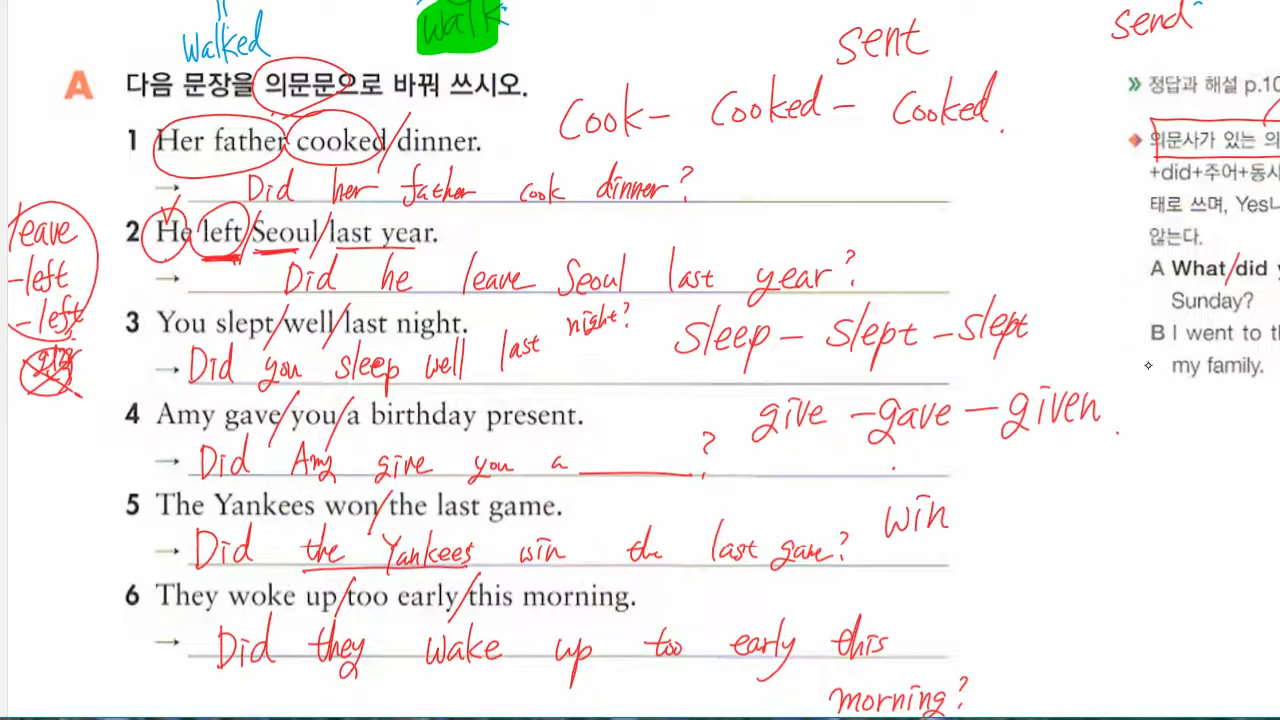 walked
walk
sent
send
A 다음 문장을 의문문으로 바꿔 쓰시오.
cook - cooked - cooked.
1 Her father cooked/dinner.
→ Did her father cook dinner?
2 He left/Seoul/last year.
→ Did he leave Seoul last year?
leave
-left
-left
3 You slept/well/last night.
sleep - slept - slept
→ Did you sleep well last night?
4 Amy gave/you/a birthday present.
give - gave - given
→ Did Amy give you a ______?
5 The Yankees won/the last game.
win
→ Did the Yankees win the last game?
6 They woke up/too early/this morning.
→ Did they wake up too early this
morning?
» 정답과 해설 p.10
의문사가 있는 의
+did+주어+동사
태로 쓰며, Yes나
않는다.
A What/did y
Sunday?
B I went to th
my family.